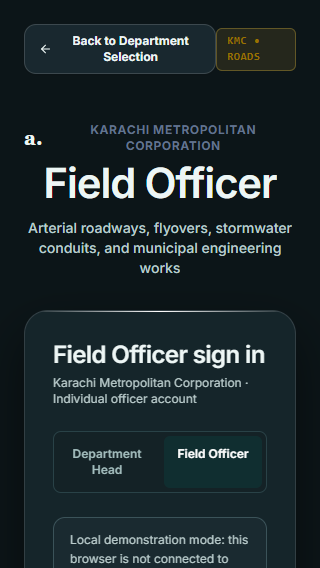 ← Back to Department
Selection
KMC •
ROADS
a.
KARACHI METROPOLITAN
CORPORATION
Field Officer
Arterial roadways, flyovers, stormwater
conduits, and municipal engineering
works
Field Officer sign in
Karachi Metropolitan Corporation ·
Individual officer account
Department
Head
Field Officer
Local demonstration mode: this
browser is not connected to